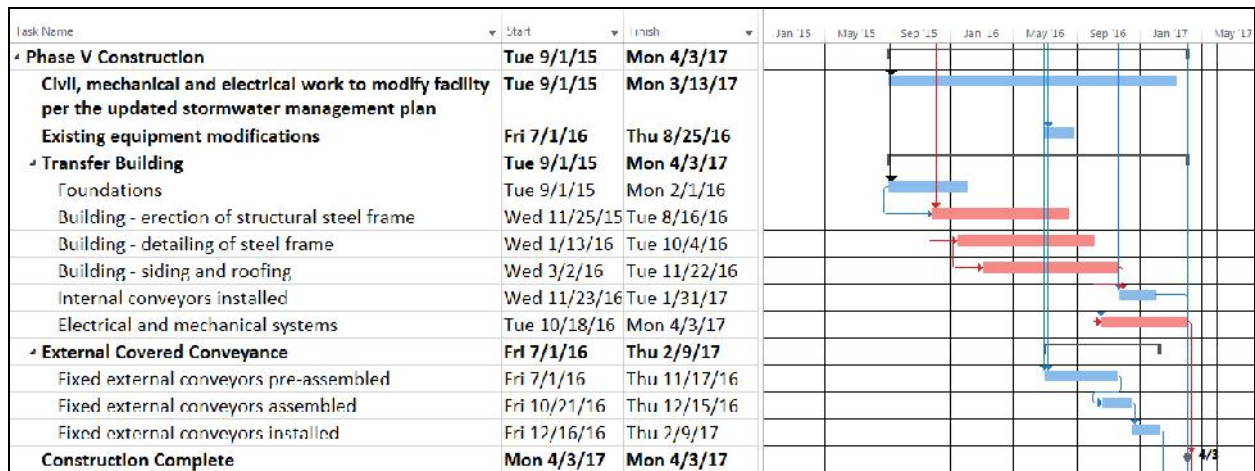 Task Name Start Finish Jan '15 May '15 Sep '15 Jan '16 May '16 Sep '16 Jan '17 May '17
Phase V Construction Tue 9/1/15 Mon 4/3/17
Civil, mechanical and electrical work to modify facility Tue 9/1/15 Mon 3/13/17
per the updated stormwater management plan
Existing equipment modifications Fri 7/1/16 Thu 8/25/16
Transfer Building Tue 9/1/15 Mon 4/3/17
Foundations Tue 9/1/15 Mon 2/1/16
Building - erection of structural steel frame Wed 11/25/15 Tue 8/16/16
Building - detailing of steel frame Wed 1/13/16 Tue 10/4/16
Building - siding and roofing Wed 3/2/16 Tue 11/22/16
Internal conveyors installed Wed 11/23/16 Tue 1/31/17
Electrical and mechanical systems Tue 10/18/16 Mon 4/3/17
External Covered Conveyance Fri 7/1/16 Thu 2/9/17
Fixed external conveyors pre-assembled Fri 7/1/16 Thu 11/17/16
Fixed external conveyors assembled Fri 10/21/16 Thu 12/15/16
Fixed external conveyors installed Fri 12/16/16 Thu 2/9/17
Construction Complete Mon 4/3/17 Mon 4/3/17 4/3